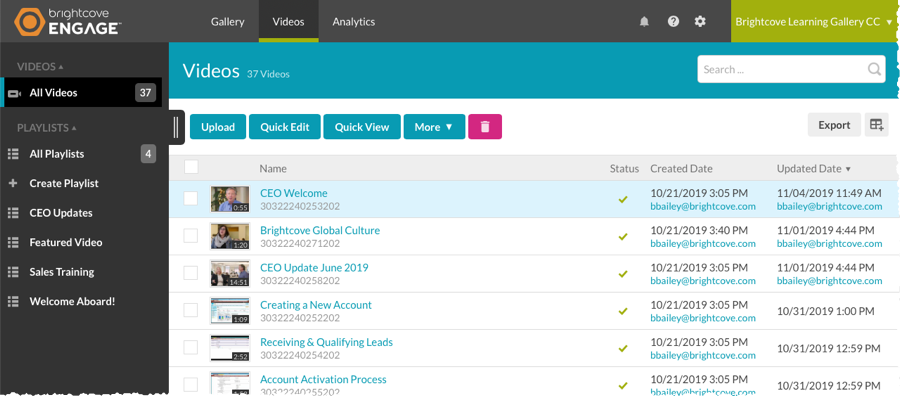 brightcove
ENGAGE™
Gallery
Videos
Analytics
Brightcove Learning Gallery CC
VIDEOS
All Videos 37
PLAYLISTS
All Playlists 4
Create Playlist
CEO Updates
Featured Video
Sales Training
Welcome Aboard!
Videos 37 Videos
Search ...
Upload
Quick Edit
Quick View
More
Export
Name Status Created Date Updated Date
0:55
CEO Welcome
30322240253202
10/21/2019 3:05 PM
bbailey@brightcove.com
11/04/2019 11:49 AM
bbailey@brightcove.com
1:20
Brightcove Global Culture
30322240271202
10/21/2019 3:40 PM
bbailey@brightcove.com
11/01/2019 4:44 PM
bbailey@brightcove.com
14:51
CEO Update June 2019
30322240258202
10/21/2019 3:05 PM
bbailey@brightcove.com
11/01/2019 4:44 PM
bbailey@brightcove.com
1:09
Creating a New Account
30322240252202
10/21/2019 3:05 PM
bbailey@brightcove.com
10/31/2019 1:00 PM
2:52
Receiving & Qualifying Leads
30322240254202
10/21/2019 3:05 PM
bbailey@brightcove.com
10/31/2019 12:59 PM
Account Activation Process
30322240255202
10/21/2019 3:05 PM
bbailey@brightcove.com
10/31/2019 12:59 PM